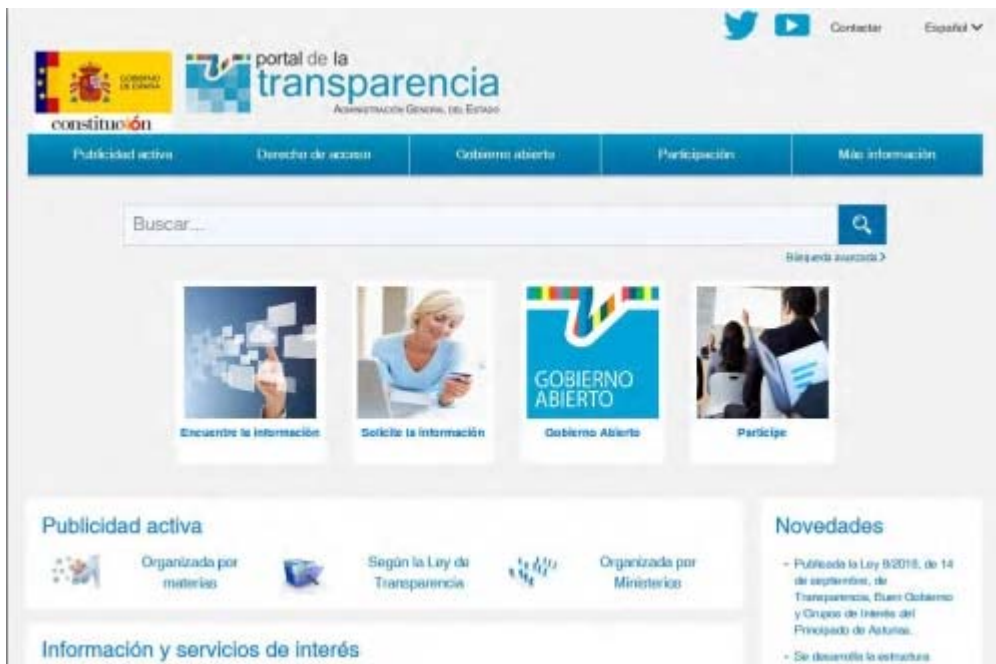 Contactar
Español
GOBIERNO
DE ESPAÑA
portal de la
transparencia
ADMINISTRACIÓN GENERAL DEL ESTADO
constitución
Publicidad activa
Derecho de acceso
Gobierno abierto
Participación
Más información
Buscar...
Búsqueda avanzada >
GOBIERNO
ABIERTO
Encuentre la información
Solicite la información
Gobierno Abierto
Participe
Publicidad activa
Organizada por
materias
Según la Ley de
Transparencia
Organizada por
Ministerios
Información y servicios de interés
Novedades
- Publicada la Ley 8/2018, de 14
de septiembre, de
Transparencia, Buen Gobierno
y Grupos de Interés del
Principado de Asturias.
- Se desarrolla la estructura